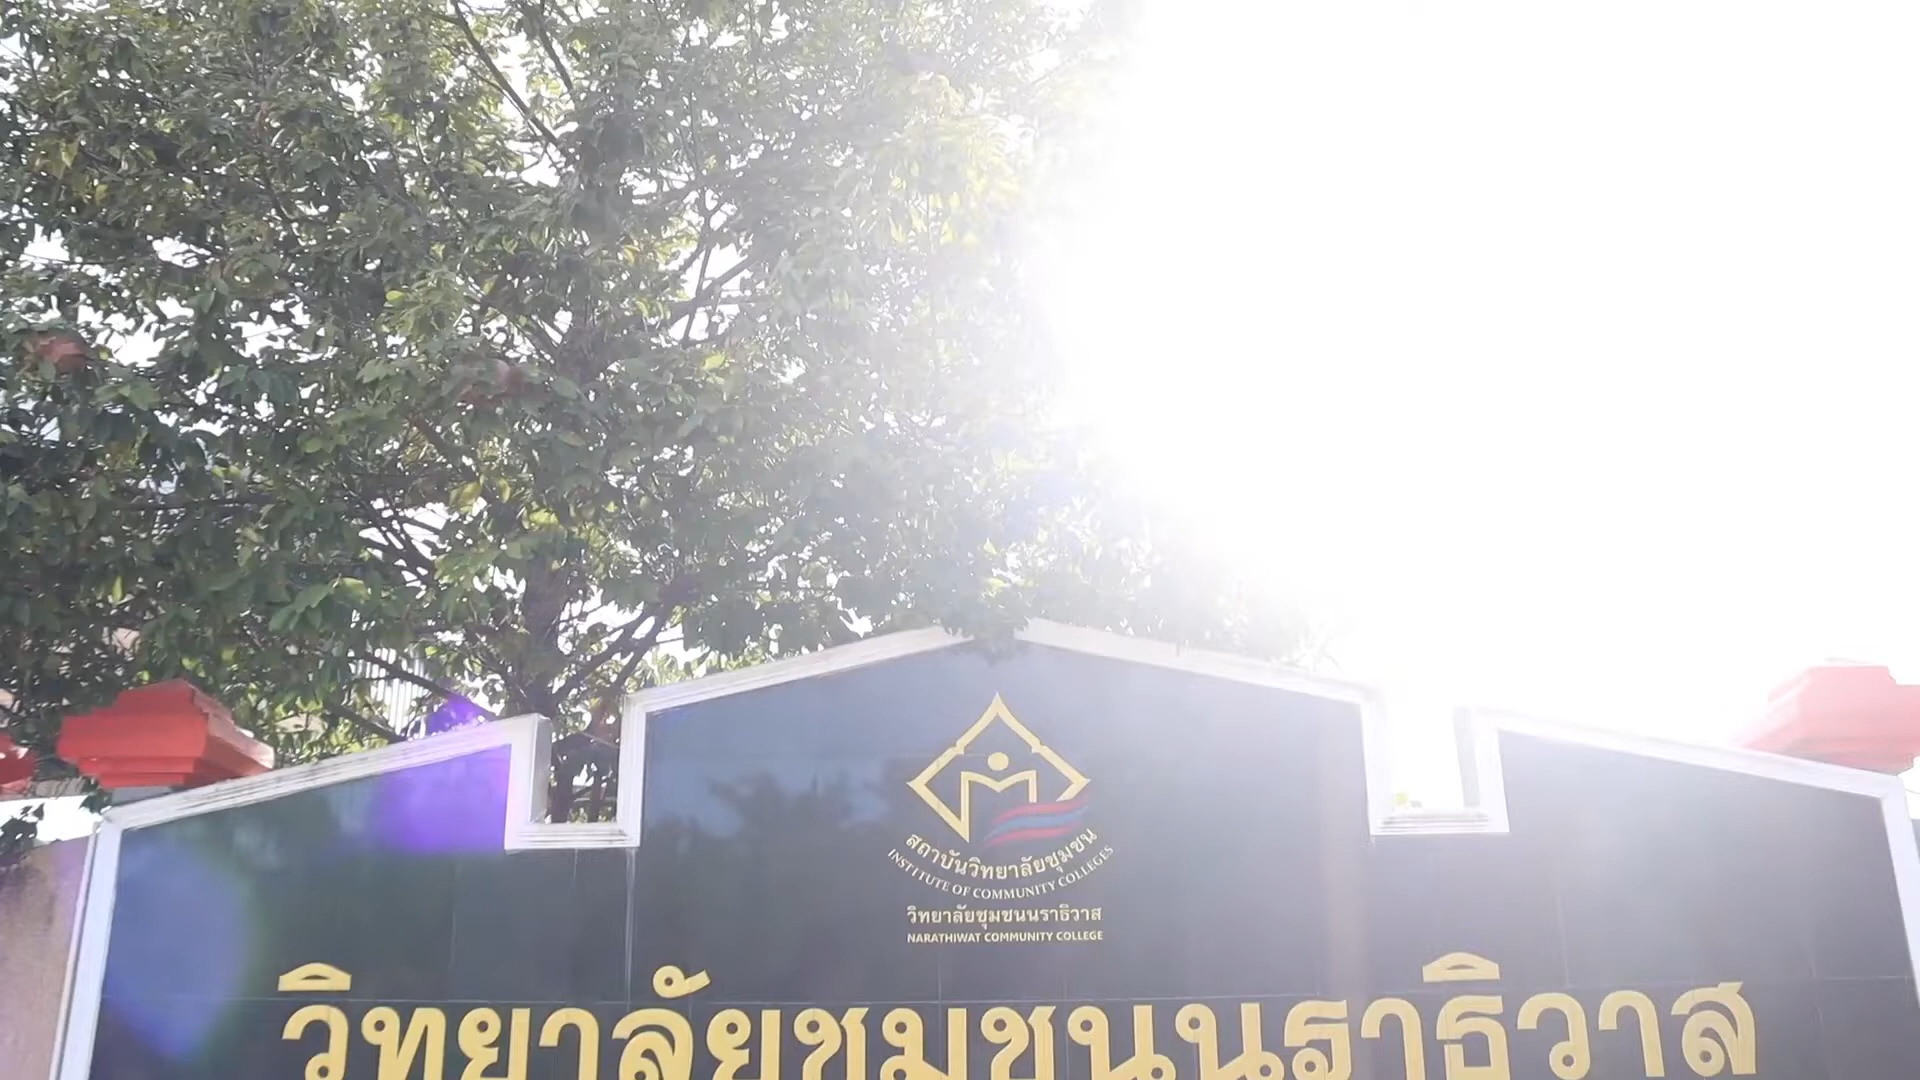 สถาบันวิทยาลัยชุมชน
INSTITUTE OF COMMUNITY COLLEGES
วิทยาลัยชุมชนนราธิวาส
NARATHIWAT COMMUNITY COLLEGE
วิทยาลัยชุมชนนราธิวาส